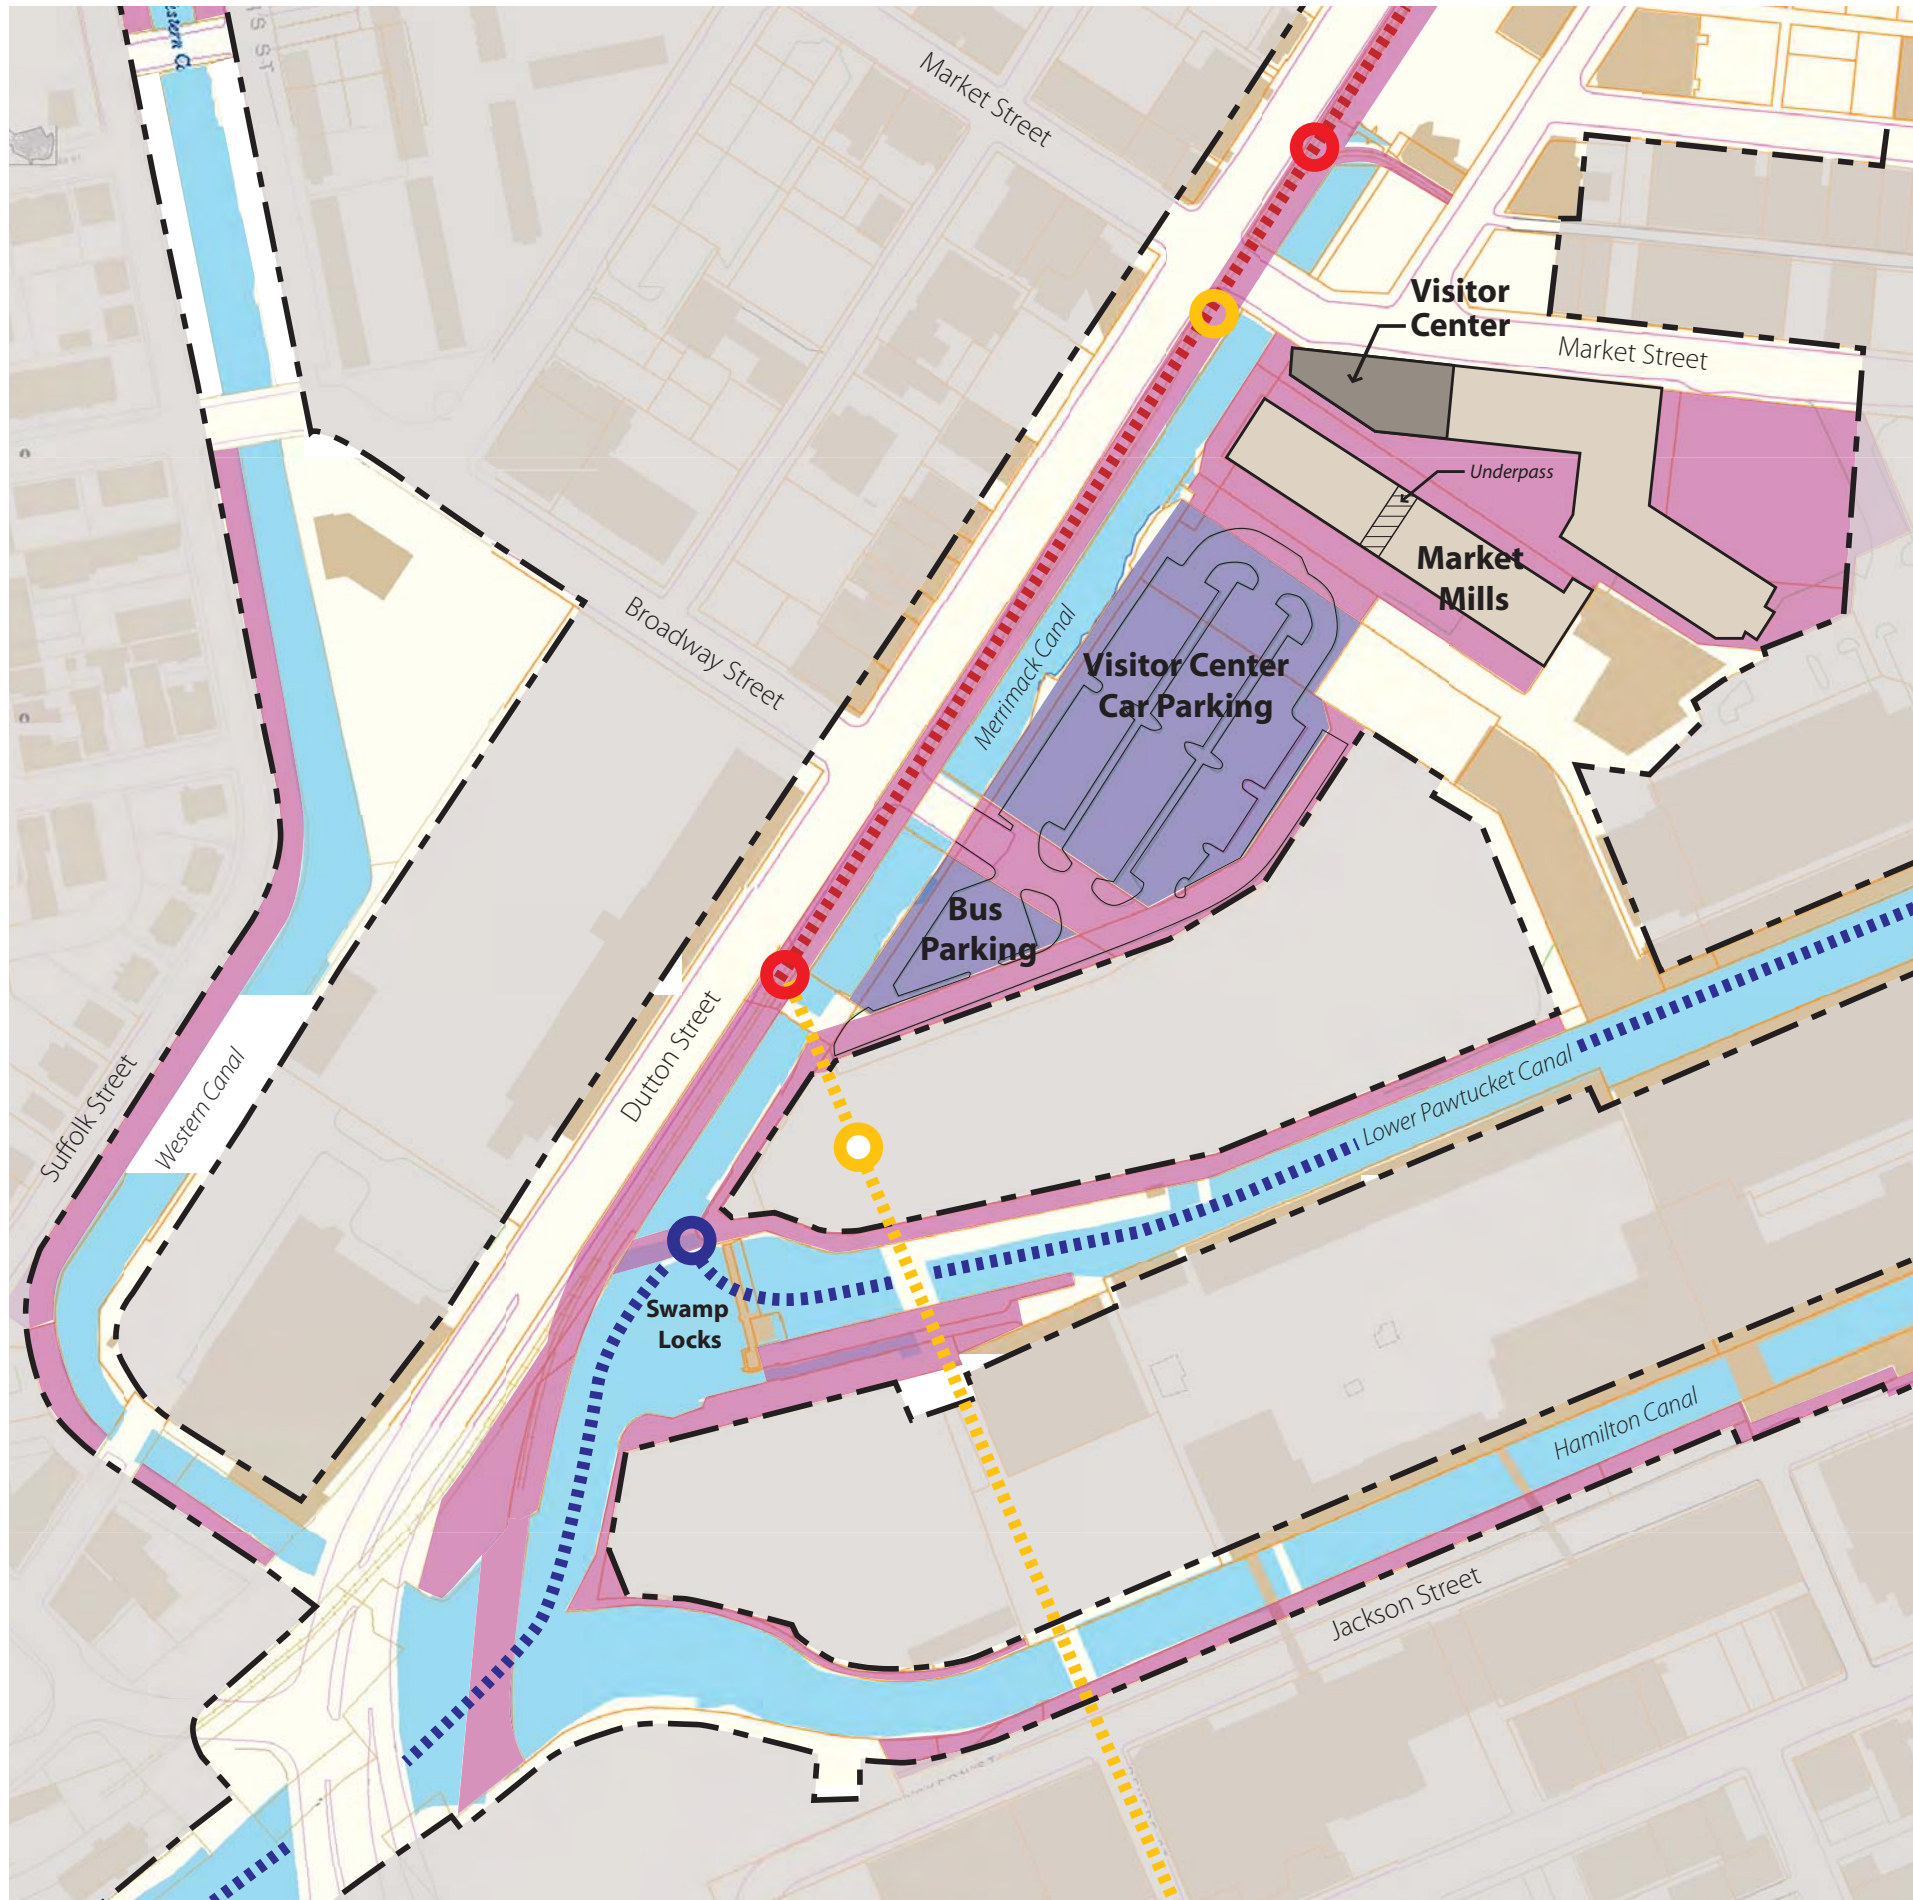 Market Street
Visitor
Center
Market Street
Underpass
Market
Mills
Broadway Street
Merrimack Canal
Visitor Center
Car Parking
Bus
Parking
Dutton Street
Suffolk Street
Western Canal
Lower Pawtucket Canal
Swamp
Locks
Hamilton Canal
Jackson Street